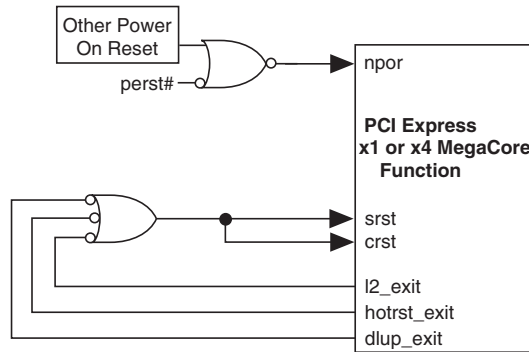 Other Power
On Reset
perst#
npor
PCI Express
x1 or x4 MegaCore
Function
srst
crst
l2_exit
hotrst_exit
dlup_exit